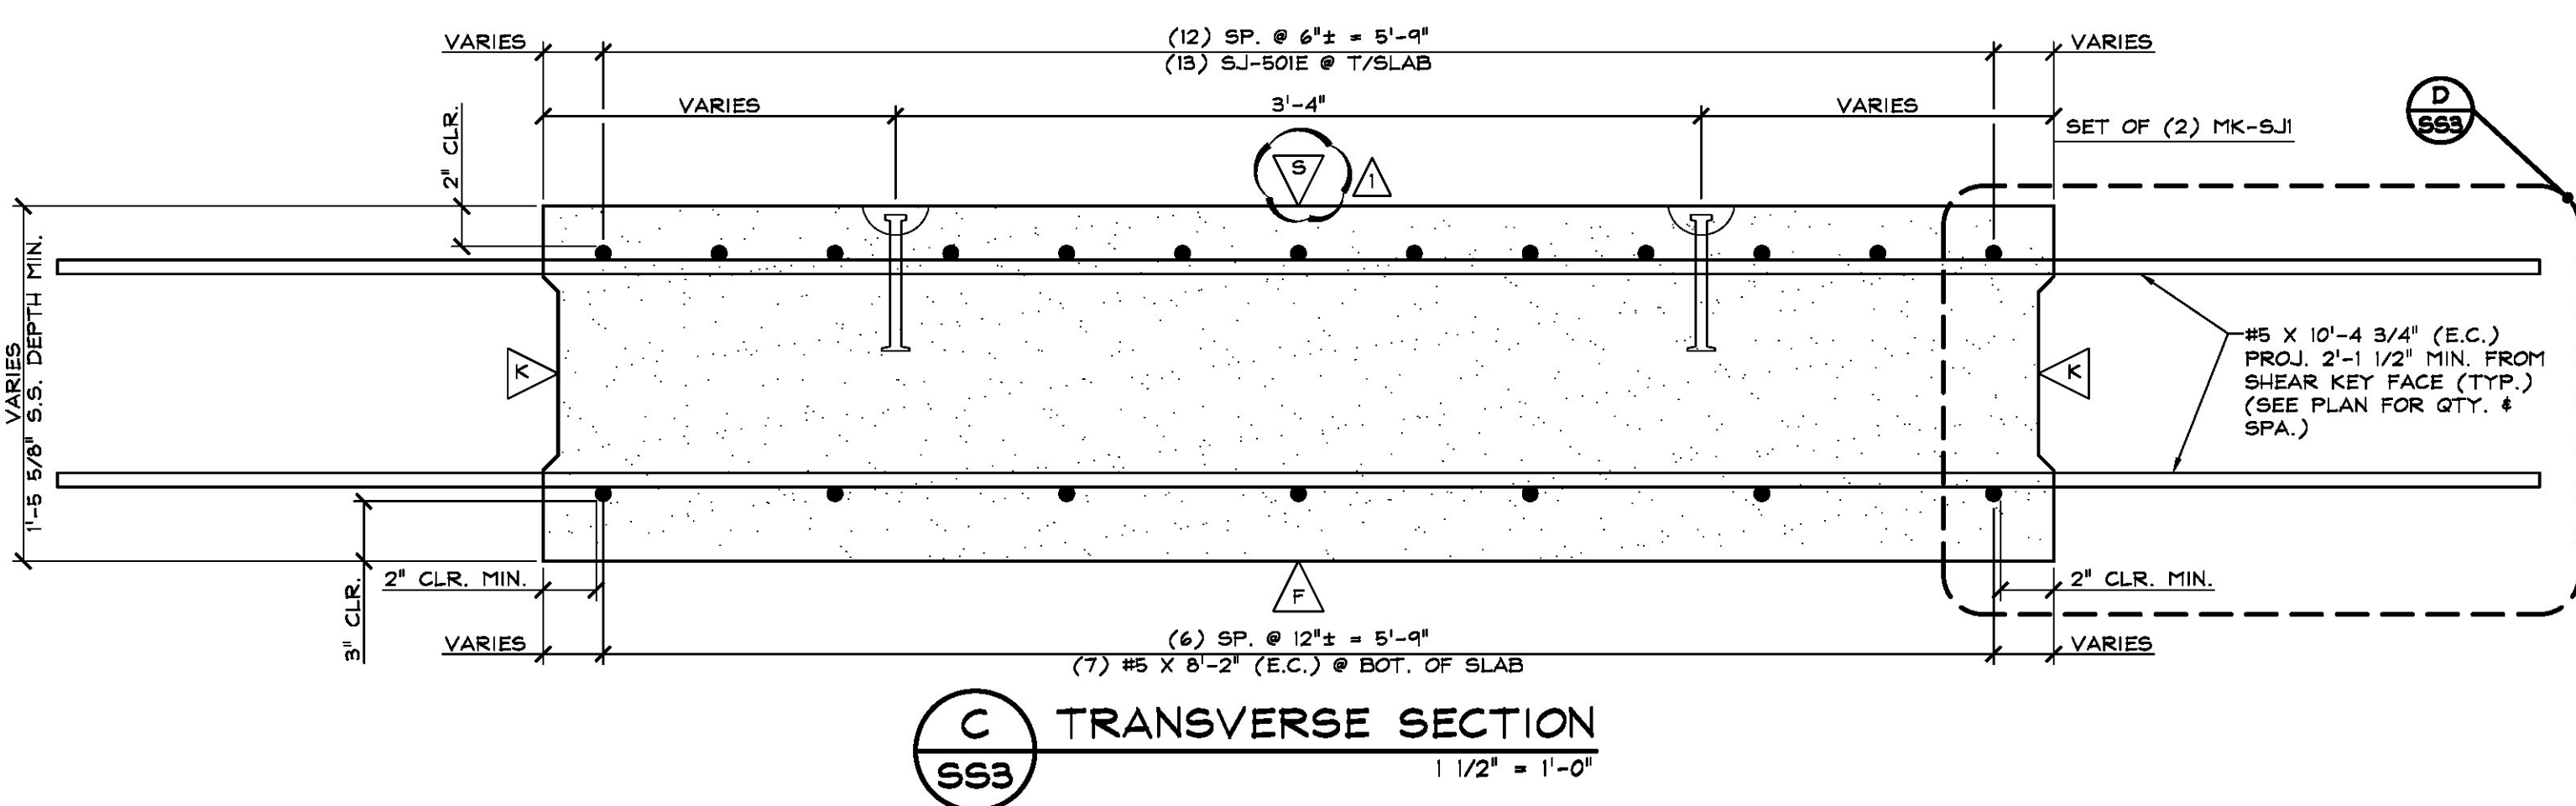 VARIES
(12) SP. @ 6"± = 5'-9"
(13) SJ-501E @ T/SLAB
VARIES
VARIES
3'-4"
VARIES
SET OF (2) MK-SJ1
D
SS3
2" CLR.
S
1
VARIES
1'-5 5/8" S.S. DEPTH MIN.
K
K
#5 X 10'-4 3/4" (E.C.)
PROJ. 2'-1 1/2" MIN. FROM
SHEAR KEY FACE (TYP.)
(SEE PLAN FOR QTY. &
SPA.)
3" CLR.
2" CLR. MIN.
F
2" CLR. MIN.
VARIES
(6) SP. @ 12"± = 5'-9"
(7) #5 X 8'-2" (E.C.) @ BOT. OF SLAB
VARIES
C
SS3
TRANSVERSE SECTION
1 1/2" = 1'-0"